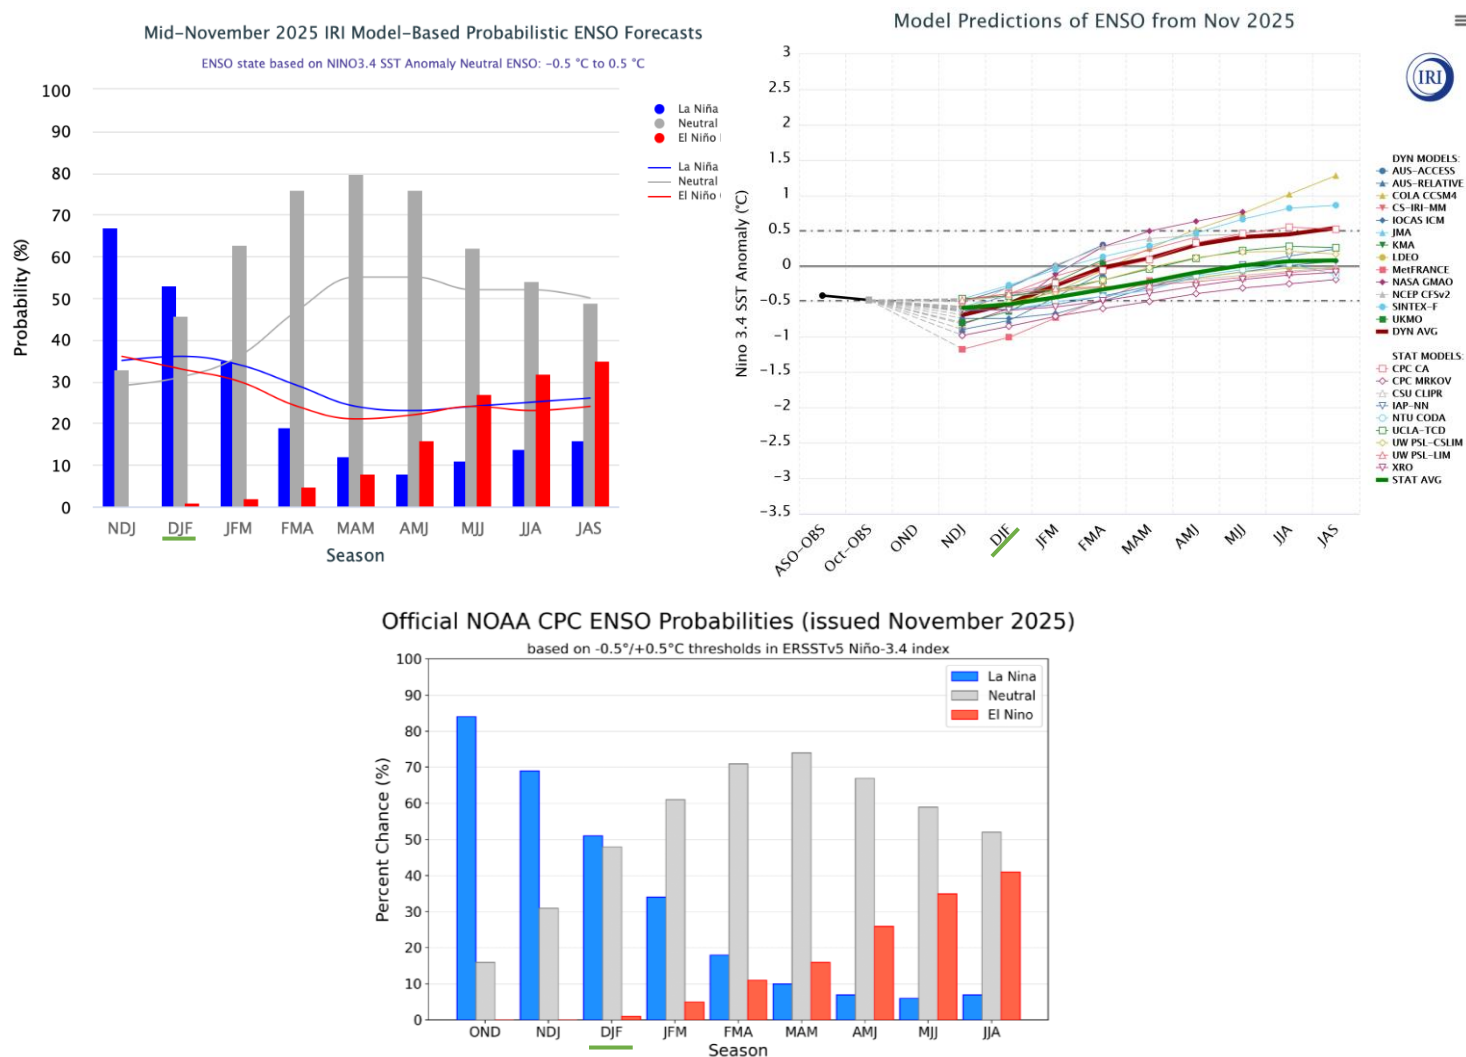 Mid-November 2025 IRI Model-Based Probabilistic ENSO Forecasts
ENSO state based on NINO3.4 SST Anomaly Neutral ENSO: -0.5 °C to 0.5 °C
100
90
80
70
60
50
40
30
20
10
0
Probability (%)
NDJ DJF JFM FMA MAM AMJ MJJ JJA JAS
Season
La Niña
Neutral
El Niño
La Niña
Neutral
El Niño
Model Predictions of ENSO from Nov 2025
3
2.5
2
1.5
1
0.5
0
-0.5
-1
-1.5
-2
-2.5
-3
-3.5
Nino 3.4 SST Anomaly (°C)
ASO-OBS Oct-OBS OND NDJ DJF JFM FMA MAM AMJ MJJ JJA JAS
IRI
DYN MODELS:
AUS-ACCESS
AUS-RELATIVE
COLA CCSM4
CS-IRI-MM
IOCAS ICM
JMA
KMA
LDEO
MetFRANCE
NASA GMAO
NCEP CFSv2
SINTEX-F
UKMO
DYN AVG
STAT MODELS:
CPC CA
CPC MRKOV
CSU CLIPR
IAP-NN
NTU CODA
UCLA-TCD
UW PSL-CSLIM
UW PSL-LIM
XRO
STAT AVG
Official NOAA CPC ENSO Probabilities (issued November 2025)
based on -0.5°/+0.5°C thresholds in ERSSTv5 Niño-3.4 index
100
90
80
70
60
50
40
30
20
10
0
Percent Chance (%)
La Nina
Neutral
El Nino
OND NDJ DJF JFM FMA MAM AMJ MJJ JJA
Season